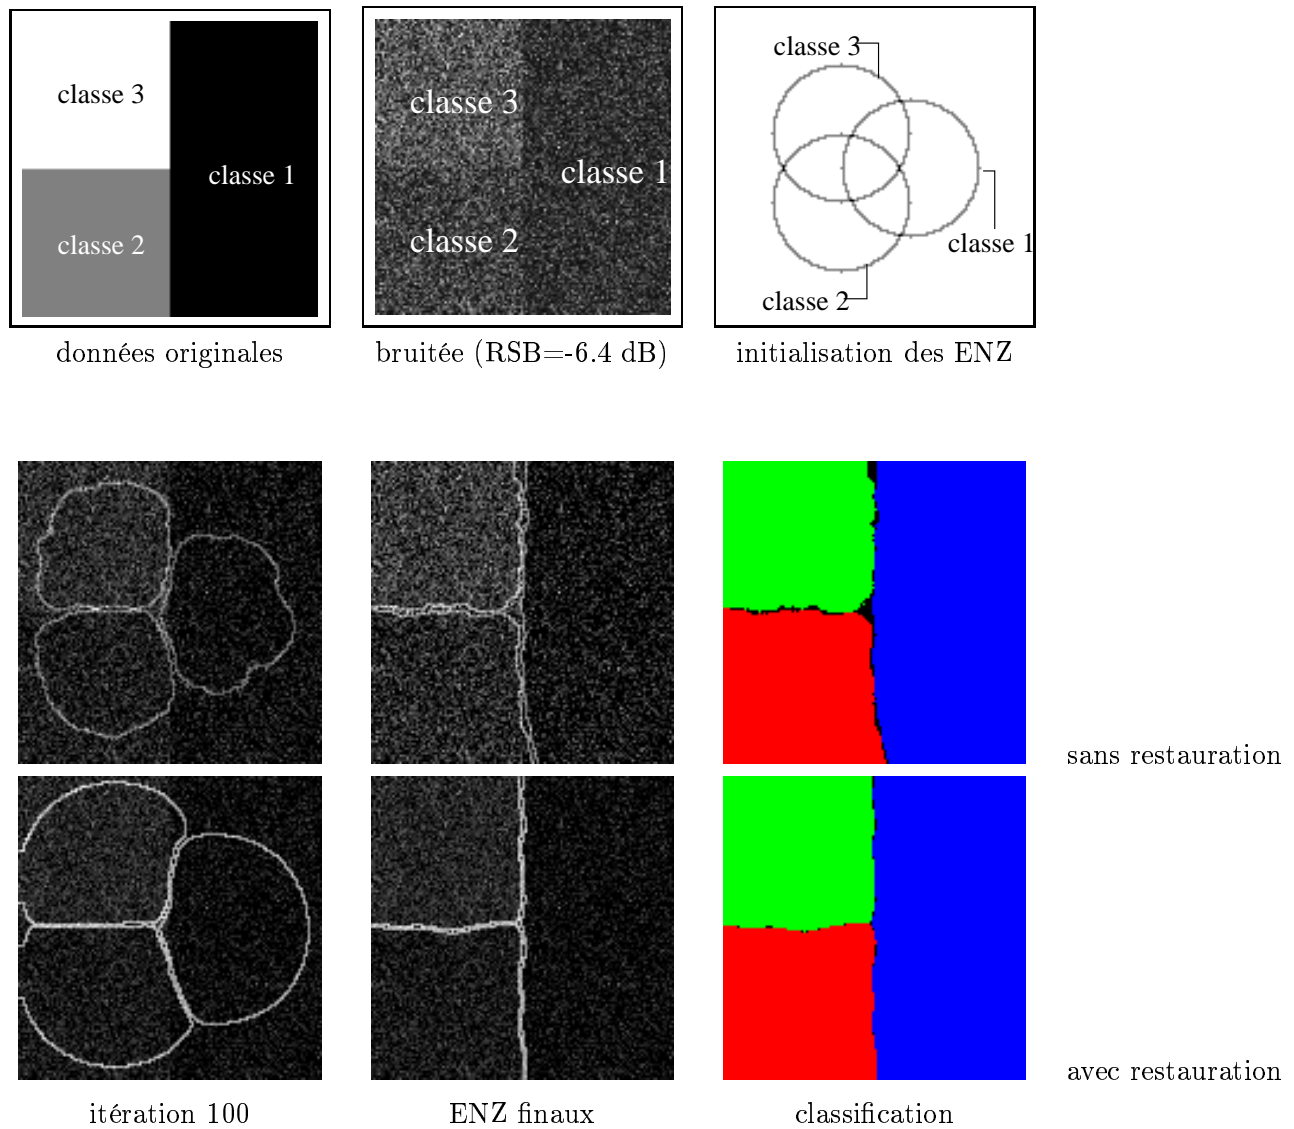 classe 3
classe 1
classe 2
classe 3
classe 1
classe 2
classe 3
classe 1
classe 2
données originales
bruitée (RSB=-6.4 dB)
initialisation des ENZ
sans restauration
avec restauration
itération 100
ENZ finaux
classification